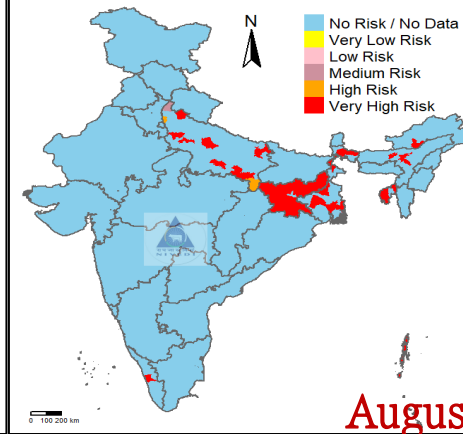 N
No Risk / No Data
Very Low Risk
Low Risk
Medium Risk
High Risk
Very High Risk
0 100 200 km
Augus